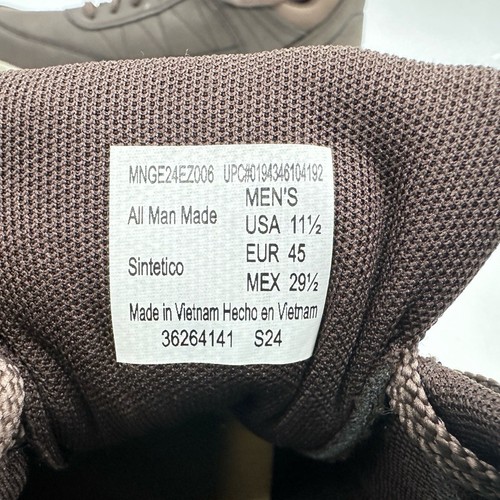 MNGE24EZ006 UPC#0194346104192
MEN'S
All Man Made
USA 11½
EUR 45
Sintetico
MEX 29½
Made in Vietnam Hecho en Vietnam
36264141 S24